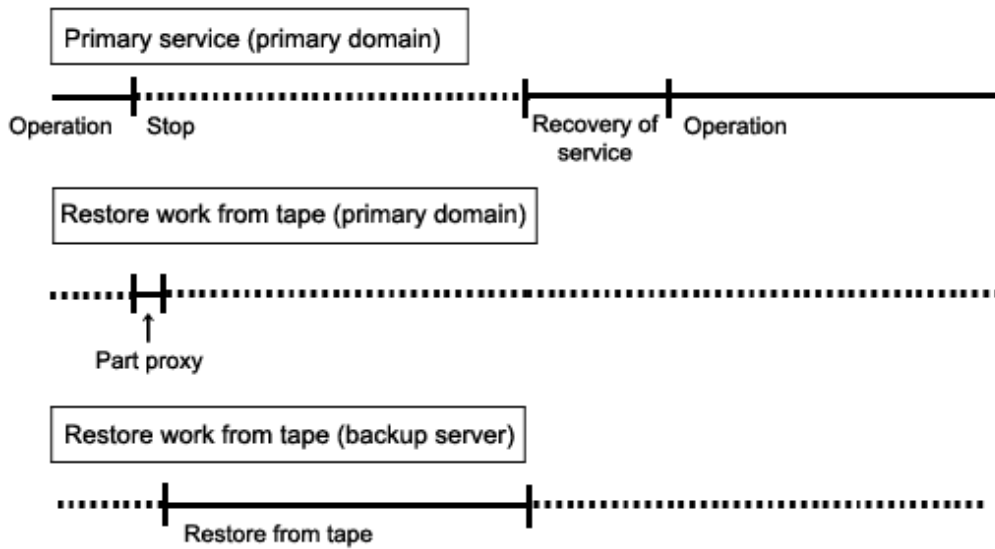 Primary service (primary domain)
Operation
Stop
Recovery of
service
Operation
Restore work from tape (primary domain)
Part proxy
Restore work from tape (backup server)
Restore from tape